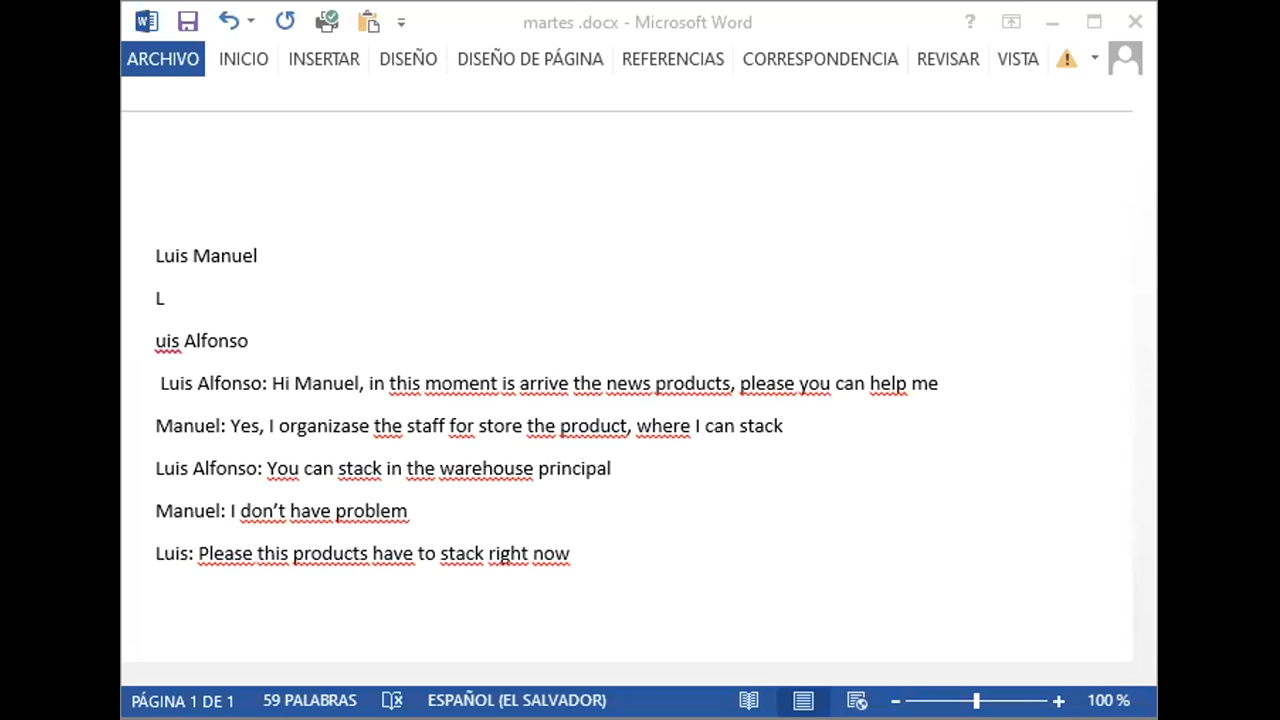 martes .docx - Microsoft Word
ARCHIVO INICIO INSERTAR DISEÑO DISEÑO DE PÁGINA REFERENCIAS CORRESPONDENCIA REVISAR VISTA
Luis Manuel
L
uis Alfonso
Luis Alfonso: Hi Manuel, in this moment is arrive the news products, please you can help me
Manuel: Yes, I organizase the staff for store the product, where I can stack
Luis Alfonso: You can stack in the warehouse principal
Manuel: I don’t have problem
Luis: Please this products have to stack right now
PÁGINA 1 DE 1 59 PALABRAS ESPAÑOL (EL SALVADOR) 100 %